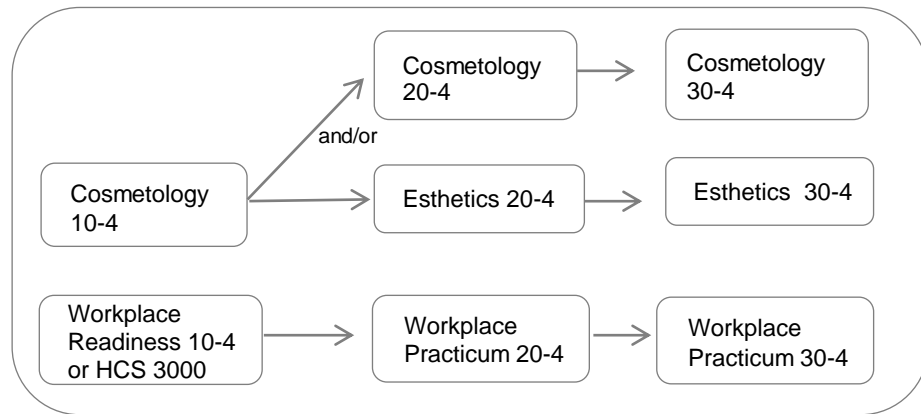 Cosmetology
20-4
Cosmetology
30-4
and/or
Cosmetology
10-4
Esthetics 20-4
Esthetics 30-4
Workplace
Readiness 10-4
or HCS 3000
Workplace
Practicum 20-4
Workplace
Practicum 30-4